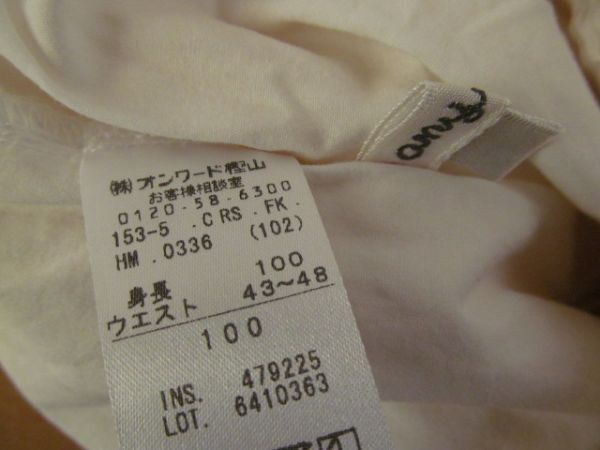 ㈱オンワード樫山
お客様相談室
0120-58-6300
153-5 .CRS .FK.
HM .0336 (102)
身長 100
ウエスト 43～48
100
INS. 479225
LOT. 6410363